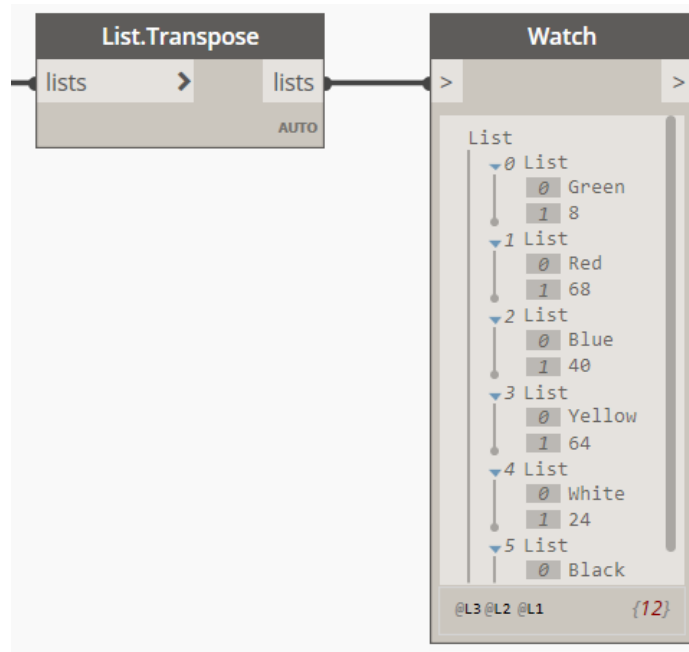 List.Transpose
lists > lists
AUTO
Watch
> >
List
0 List
0 Green
1 8
1 List
0 Red
1 68
2 List
0 Blue
1 40
3 List
0 Yellow
1 64
4 List
0 White
1 24
5 List
0 Black
@L3 @L2 @L1 {12}